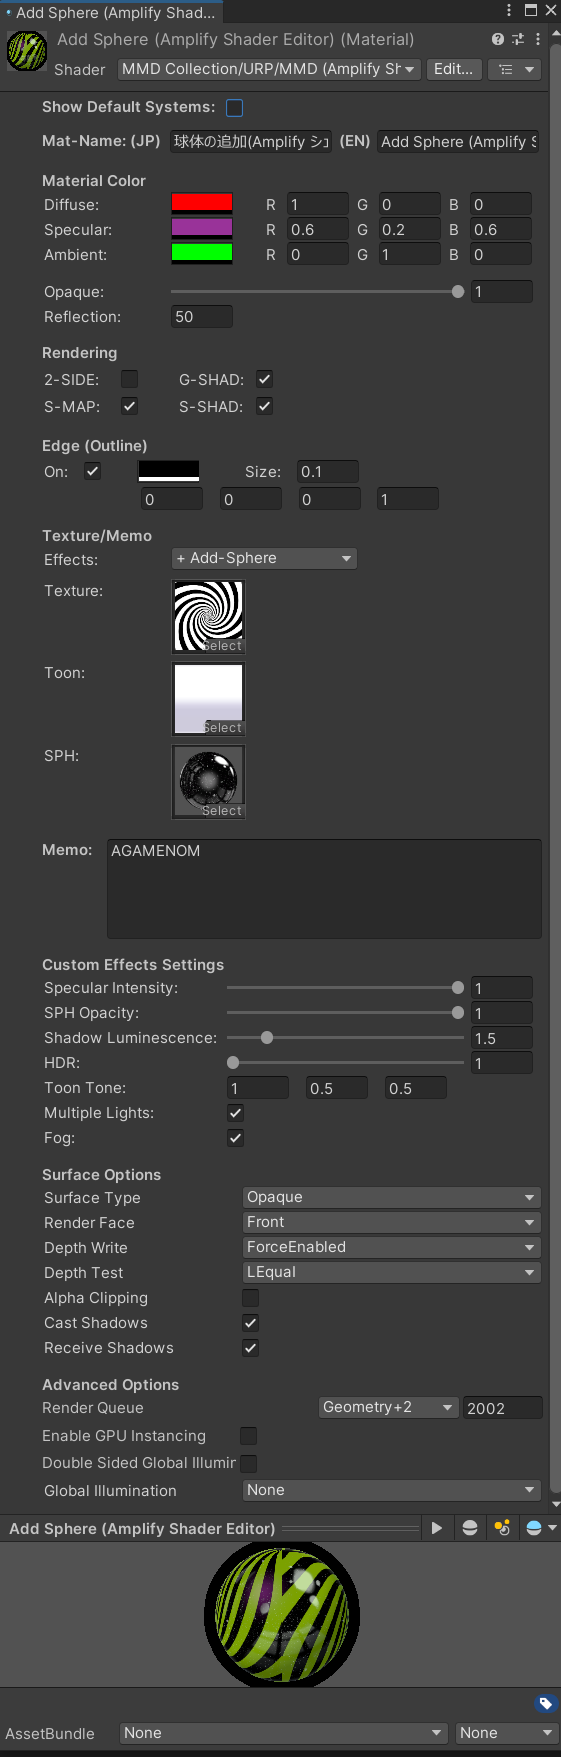 Add Sphere (Amplify Shad...
Add Sphere (Amplify Shader Editor) (Material)
Shader MMD Collection/URP/MMD (Amplify Sh Edit...
Show Default Systems:
Mat-Name: (JP) 球体の追加(Amplify シェ (EN) Add Sphere (Amplify S
Material Color
Diffuse: R 1 G 0 B 0
Specular: R 0.6 G 0.2 B 0.6
Ambient: R 0 G 1 B 0
Opaque: 1
Reflection: 50
Rendering
2-SIDE: G-SHAD:
S-MAP: S-SHAD:
Edge (Outline)
On: Size: 0.1
0 0 0 1
Texture/Memo
Effects: + Add-Sphere
Texture:
Select
Toon:
Select
SPH:
Select
Memo: AGAMENOM
Custom Effects Settings
Specular Intensity: 1
SPH Opacity: 1
Shadow Luminescence: 1.5
HDR: 1
Toon Tone: 1 0.5 0.5
Multiple Lights:
Fog:
Surface Options
Surface Type Opaque
Render Face Front
Depth Write ForceEnabled
Depth Test LEqual
Alpha Clipping
Cast Shadows
Receive Shadows
Advanced Options
Render Queue Geometry+2 2002
Enable GPU Instancing
Double Sided Global Illumin
Global Illumination None
Add Sphere (Amplify Shader Editor)
AssetBundle None None